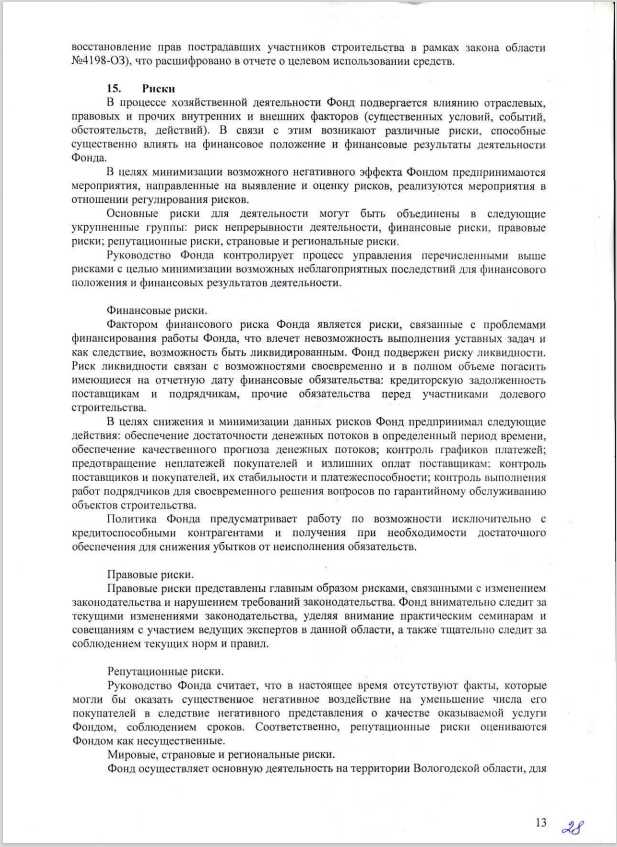 восстановление прав пострадавших участников строительства в рамках закона области
№4198-ОЗ), что расшифровано в отчете о целевом использовании средств.
15. Риски
В процессе хозяйственной деятельности Фонд подвергается влиянию отраслевых,
правовых и прочих внутренних и внешних факторов (существенных условий, событий,
обстоятельств, действий). В связи с этим возникают различные риски, способные
существенно влиять на финансовое положение и финансовые результаты деятельности
Фонда.
В целях минимизации возможного негативного эффекта Фондом предпринимаются
мероприятия, направленные на выявление и оценку рисков, реализуются мероприятия в
отношении регулирования рисков.
Основные риски для деятельности могут быть объединены в следующие
укрупненные группы: риск непрерывности деятельности, финансовые риски, правовые
риски; репутационные риски, страновые и региональные риски.
Руководство Фонда контролирует процесс управления перечисленными выше
рисками с целью минимизации возможных неблагоприятных последствий для финансового
положения и финансовых результатов деятельности.
Финансовые риски.
Фактором финансового риска Фонда является риски, связанные с проблемами
финансирования работы Фонда, что влечет невозможность выполнения уставных задач и
как следствие, возможность быть ликвидированным. Фонд подвержен риску ликвидности.
Риск ликвидности связан с возможностями своевременно и в полном объеме погасить
имеющиеся на отчетную дату финансовые обязательства: кредиторскую задолженность
поставщикам и подрядчикам, прочие обязательства перед участниками долевого
строительства.
В целях снижения и минимизации данных рисков Фонд предпринимал следующие
действия: обеспечение достаточности денежных потоков в определенный период времени,
обеспечение качественного прогноза денежных потоков; контроль графиков платежей;
предотвращение неплатежей покупателей и излишних оплат поставщикам; контроль
поставщиков и покупателей, их стабильности и платежеспособности; контроль выполнения
работ подрядчиков для своевременного решения вопросов по гарантийному обслуживанию
объектов строительства.
Политика Фонда предусматривает работу по возможности исключительно с
кредитоспособными контрагентами и получения при необходимости достаточного
обеспечения для снижения убытков от неисполнения обязательств.
Правовые риски.
Правовые риски представлены главным образом рисками, связанными с изменением
законодательства и нарушением требований законодательства. Фонд внимательно следит за
текущими изменениями законодательства, уделяя внимание практическим семинарам и
совещаниям с участием ведущих экспертов в данной области, а также тщательно следит за
соблюдением текущих норм и правил.
Репутационные риски.
Руководство Фонда считает, что в настоящее время отсутствуют факты, которые
могли бы оказать существенное негативное воздействие на уменьшение числа его
покупателей в следствие негативного представления о качестве оказываемой услуги
Фондом, соблюдением сроков. Соответственно, репутационные риски оцениваются
Фондом как несущественные.
Мировые, страновые и региональные риски.
Фонд осуществляет основную деятельность на территории Вологодской области, для
13
28